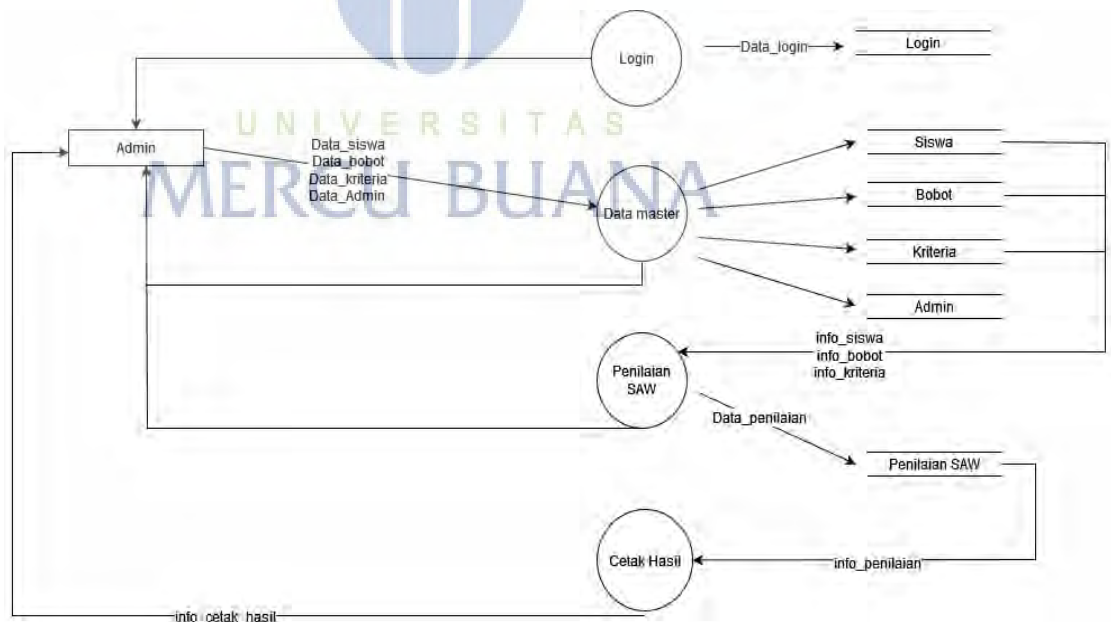 Login
Data_login
Login
UNIVERSITAS
MERCU BUANA
Admin
Data_siswa
Data_bobot
Data_kriteria
Data_Admin
Data master
Siswa
Bobot
Kriteria
Admin
info_siswa
info_bobot
info_kriteria
Penilaian
SAW
Data_penilaian
Penilaian SAW
Cetak Hasil
info_penilaian
info_cetak_hasil